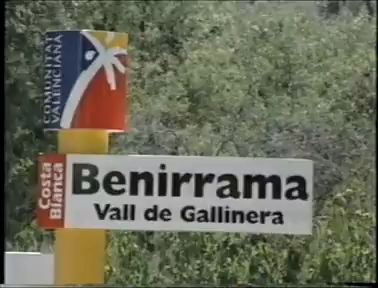 COMUNITAT
VALENCIANA
Costa
Blanca
Benirrama
Vall de Gallinera